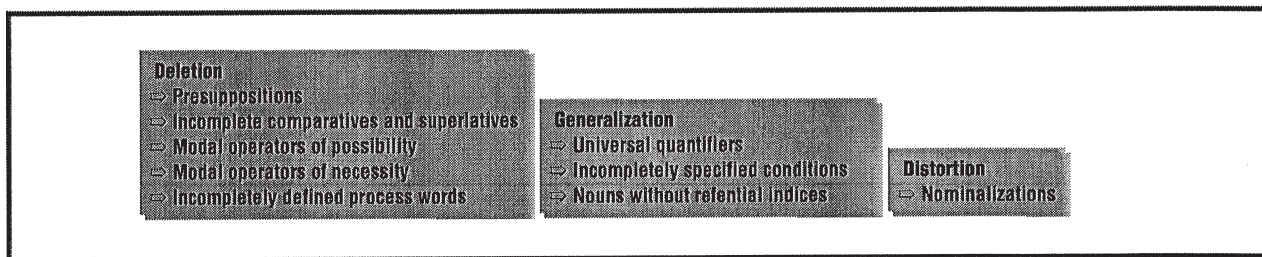 Deletion
⇨ Presuppositions
⇨ Incomplete comparatives and superlatives
⇨ Modal operators of possibility
⇨ Modal operators of necessity
⇨ Incompletely defined process words
Generalization
⇨ Universal quantifiers
⇨ Incompletely specified conditions
⇨ Nouns without refential indices
Distortion
⇨ Nominalizations